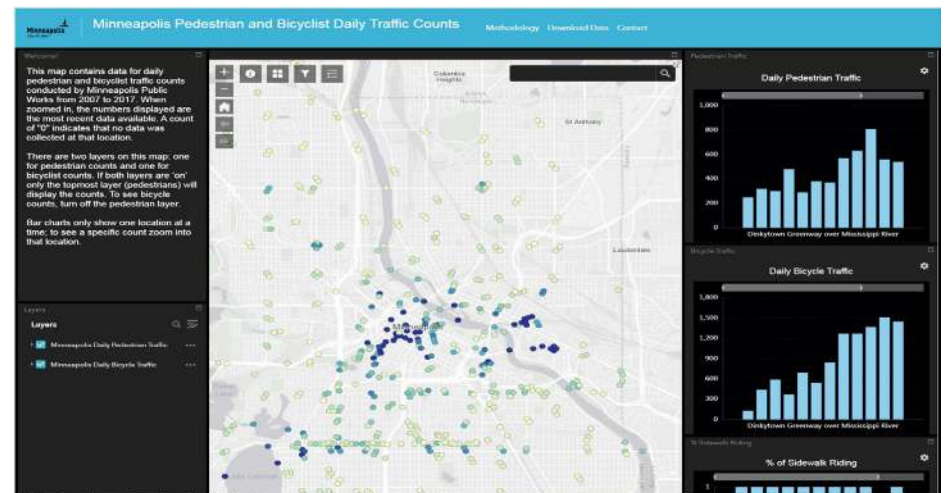 Minneapolis
Minneapolis Pedestrian and Bicyclist Daily Traffic Counts
Methodology Download Data Contact
Welcome!
This map contains data for daily
pedestrian and bicyclist traffic counts
conducted by Minneapolis Public
Works from 2007 to 2017. When
zoomed in, the numbers displayed are
the most recent data available. A count
of "0" indicates that no data was
collected at that location.
There are two layers on this map: one
for pedestrian counts and one for
bicyclist counts. If both layers are 'on'
only the topmost layer (pedestrians) will
display the counts. To see bicycle
counts, turn off the pedestrian layer.
Bar charts only show one location at a
time; to see a specific count zoom into
that location.
Layers
Layers
Minneapolis Daily Pedestrian Traffic
Minneapolis Daily Bicycle Traffic
Columbia
Heights
St Anthony
Lauderdale
Minneapolis
Pedestrian Traffic
Daily Pedestrian Traffic
1,000
800
600
400
200
0
Dinkytown Greenway over Mississippi River
Bicycle Traffic
Daily Bicycle Traffic
1,800
1,500
1,200
900
600
300
0
Dinkytown Greenway over Mississippi River
% Sidewalk Riding
% of Sidewalk Riding
1